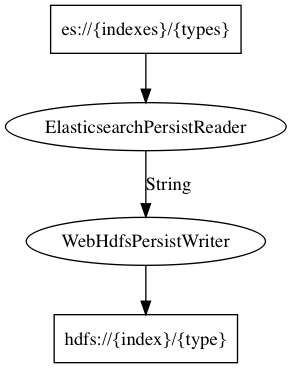 es://{indexes}/{types}
ElasticsearchPersistReader
String
WebHdfsPersistWriter
hdfs://{index}/{type}